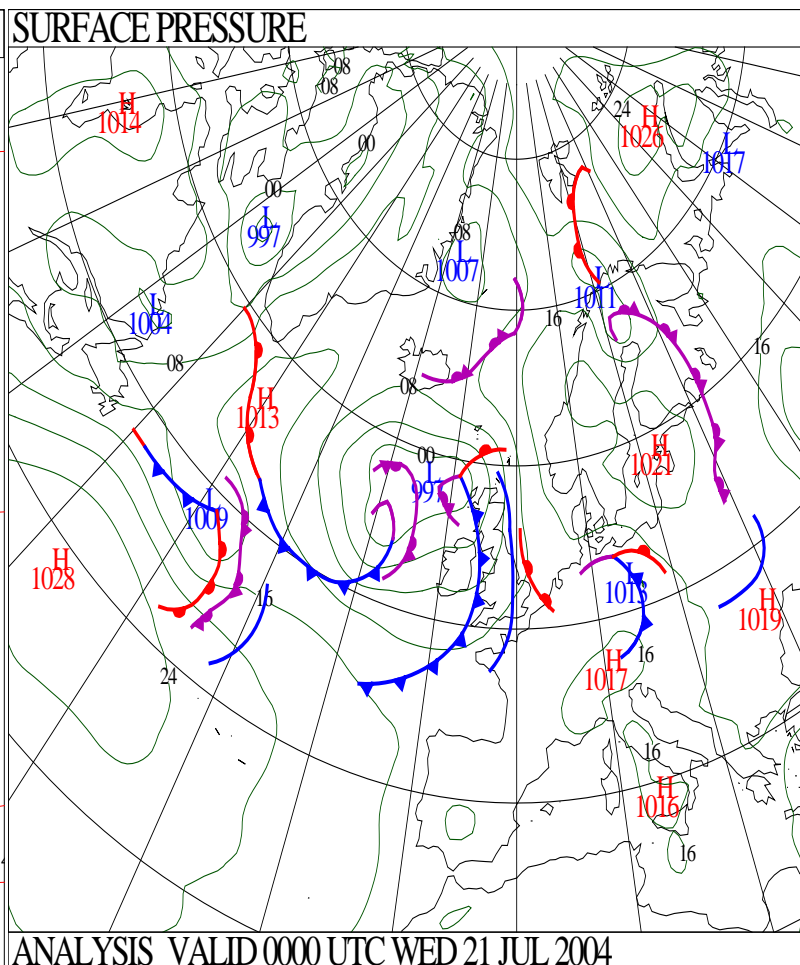 SURFACE PRESSURE
08
08
H
1014
24
H
1026
L
1017
00
00
L
997
08
L
1007
L
1011
L
1004
16
16
08
08
H
1013
00
L
997
H
1021
L
1009
H
1028
16
L
1013
H
1019
24
16
H
1017
16
H
1016
16
ANALYSIS VALID 0000 UTC WED 21 JUL 2004